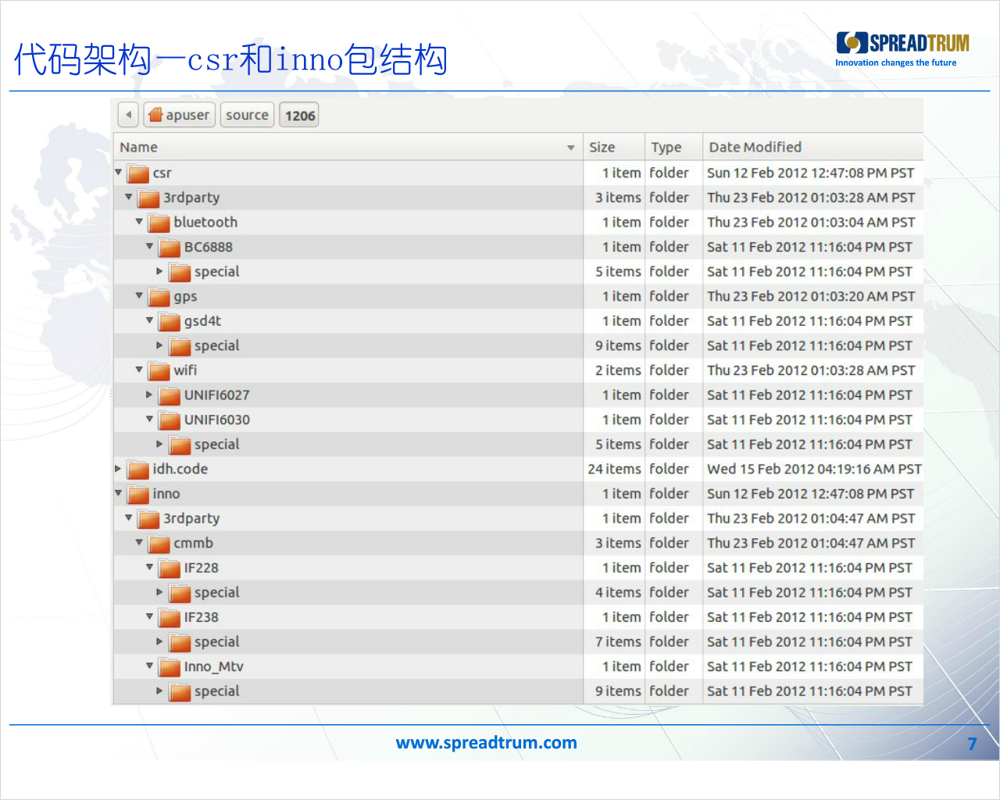 代码架构—csr和inno包结构
SPREADTRUM
Innovation changes the future
apuser source 1206
Name Size Type Date Modified
csr 1 item folder Sun 12 Feb 2012 12:47:08 PM PST
3rdparty 3 items folder Thu 23 Feb 2012 01:03:28 AM PST
bluetooth 1 item folder Thu 23 Feb 2012 01:03:04 AM PST
BC6888 1 item folder Sat 11 Feb 2012 11:16:04 PM PST
special 5 items folder Sat 11 Feb 2012 11:16:04 PM PST
gps 1 item folder Thu 23 Feb 2012 01:03:20 AM PST
gsd4t 1 item folder Sat 11 Feb 2012 11:16:04 PM PST
special 9 items folder Sat 11 Feb 2012 11:16:04 PM PST
wifi 2 items folder Thu 23 Feb 2012 01:03:28 AM PST
UNIFI6027 1 item folder Sat 11 Feb 2012 11:16:04 PM PST
UNIFI6030 1 item folder Sat 11 Feb 2012 11:16:04 PM PST
special 5 items folder Sat 11 Feb 2012 11:16:04 PM PST
idh.code 24 items folder Wed 15 Feb 2012 04:19:16 AM PST
inno 1 item folder Sun 12 Feb 2012 12:47:08 PM PST
3rdparty 1 item folder Thu 23 Feb 2012 01:04:47 AM PST
cmmb 3 items folder Thu 23 Feb 2012 01:04:47 AM PST
IF228 1 item folder Sat 11 Feb 2012 11:16:04 PM PST
special 4 items folder Sat 11 Feb 2012 11:16:04 PM PST
IF238 1 item folder Sat 11 Feb 2012 11:16:04 PM PST
special 7 items folder Sat 11 Feb 2012 11:16:04 PM PST
Inno_Mtv 1 item folder Sat 11 Feb 2012 11:16:04 PM PST
special 9 items folder Sat 11 Feb 2012 11:16:04 PM PST
www.spreadtrum.com
7